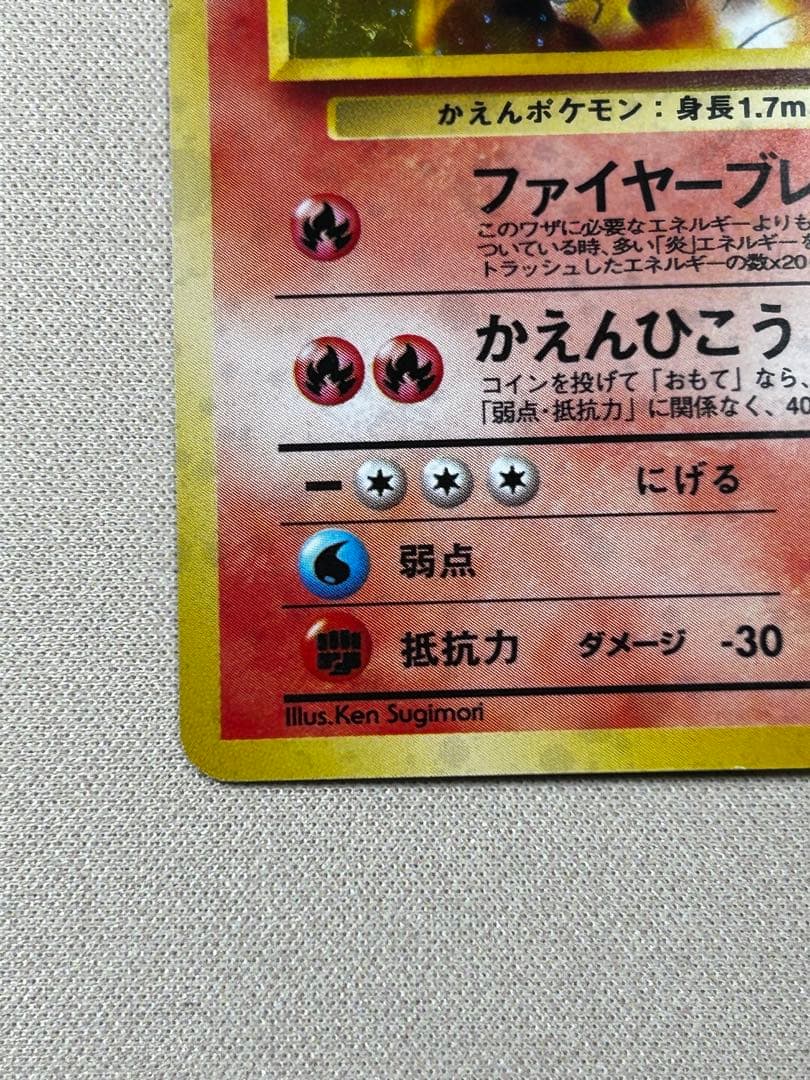 かえんポケモン：身長1.7m
ファイヤーブレ
このワザに必要なエネルギーよりも
ついている時、多い「炎」エネルギーを
トラッシュしたエネルギーの数×20
かえんひこう
コインを投げて「おもて」なら、
「弱点・抵抗力」に関係なく、40
にげる
弱点
抵抗力 ダメージ -30
Illus.Ken Sugimori